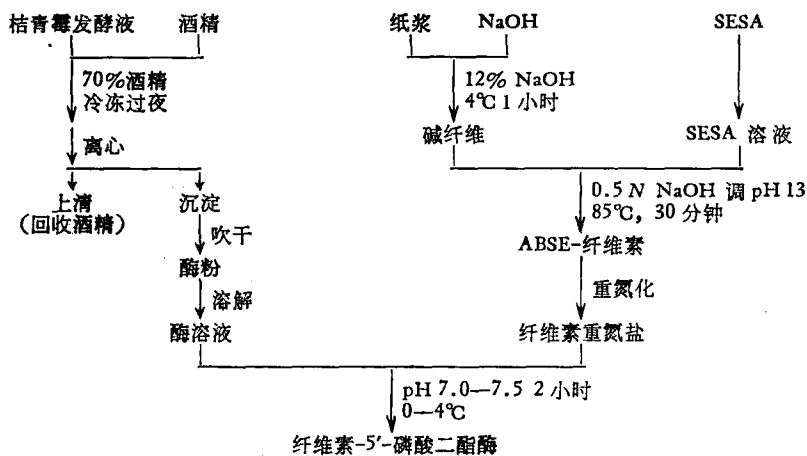 桔青霉发酵液 酒精 纸浆 NaOH SESA
70%酒精
冷冻过夜
12% NaOH
4℃ 1 小时
离心
碱纤维 SESA 溶液
上清
(回收酒精)
沉淀
0.5 N NaOH 调 pH 13
85℃, 30 分钟
吹干
ABSE-纤维素
酶粉
重氮化
溶解
酶溶液 纤维素重氮盐
pH 7.0—7.5 2 小时
0—4℃
纤维素-5′-磷酸二酯酶